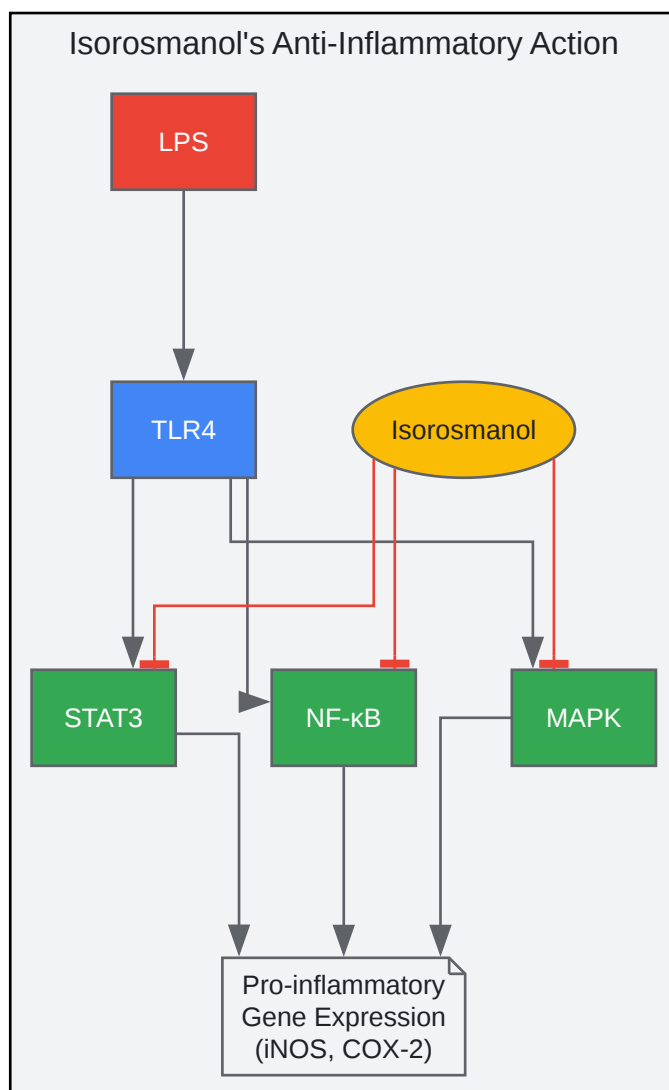 Isorosmanol's Anti-Inflammatory Action
LPS
TLR4
Isorosmanol
STAT3
NF-κB
MAPK
Pro-inflammatory
Gene Expression
(iNOS, COX-2)